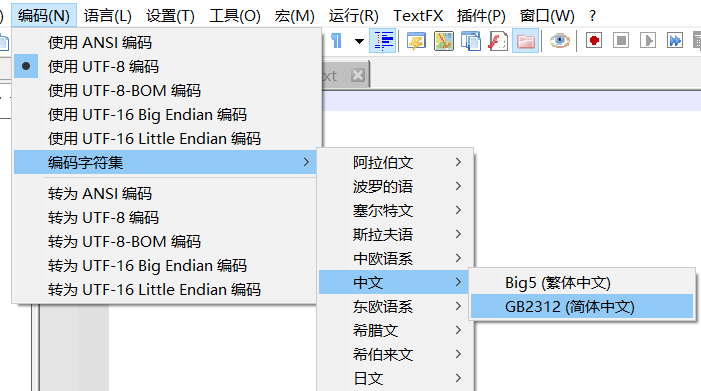 编码(N) 语言(L) 设置(T) 工具(O) 宏(M) 运行(R) TextFX 插件(P) 窗口(W) ?
使用 ANSI 编码
使用 UTF-8 编码
使用 UTF-8-BOM 编码
使用 UTF-16 Big Endian 编码
使用 UTF-16 Little Endian 编码
编码字符集
转为 ANSI 编码
转为 UTF-8 编码
转为 UTF-8-BOM 编码
转为 UTF-16 Big Endian 编码
转为 UTF-16 Little Endian 编码
阿拉伯文
波罗的语
塞尔特文
斯拉夫语
中欧语系
中文
东欧语系
希腊文
希伯来文
日文
Big5 (繁体中文)
GB2312 (简体中文)